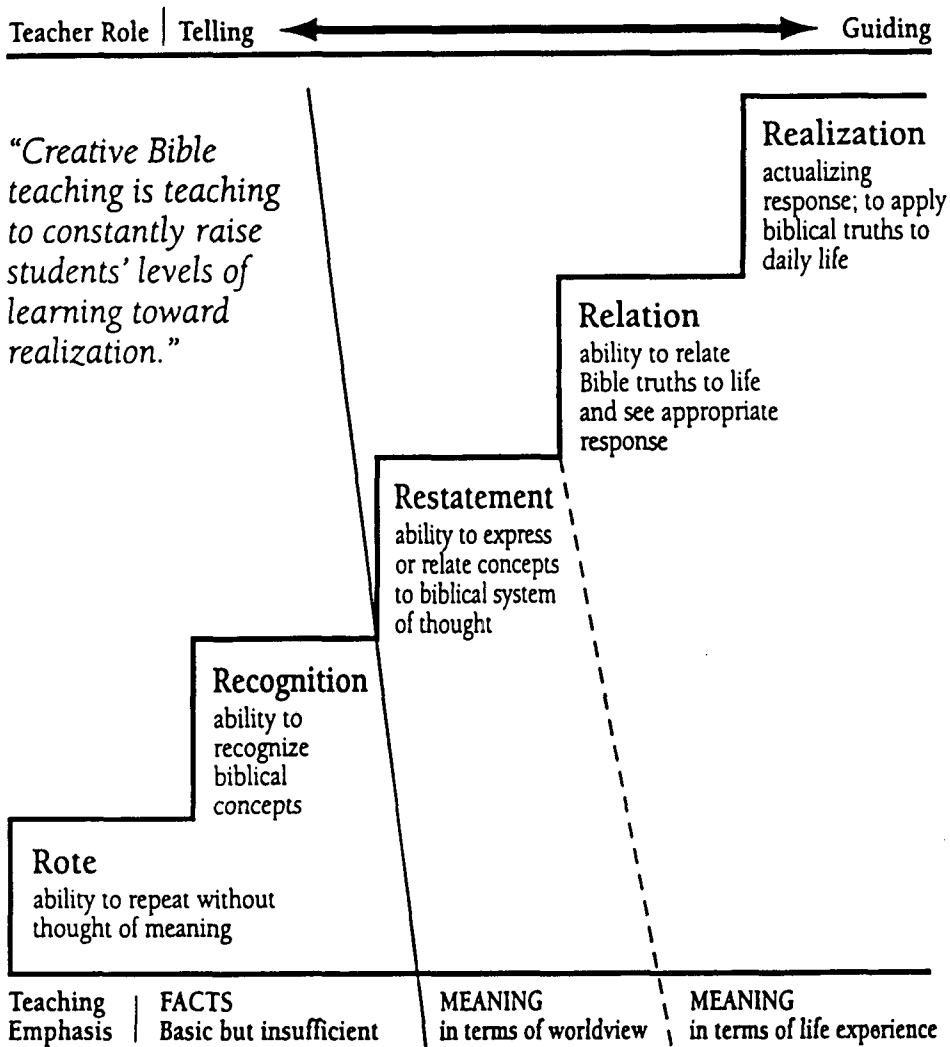 Teacher Role | Telling Guiding
"Creative Bible
teaching is teaching
to constantly raise
students' levels of
learning toward
realization."
Realization
actualizing
response; to apply
biblical truths to
daily life
Relation
ability to relate
Bible truths to life
and see appropriate
response
Restatement
ability to express
or relate concepts
to biblical system
of thought
Recognition
ability to
recognize
biblical
concepts
Rote
ability to repeat without
thought of meaning
Teaching
Emphasis
FACTS
Basic but insufficient
MEANING
in terms of worldview
MEANING
in terms of life experience